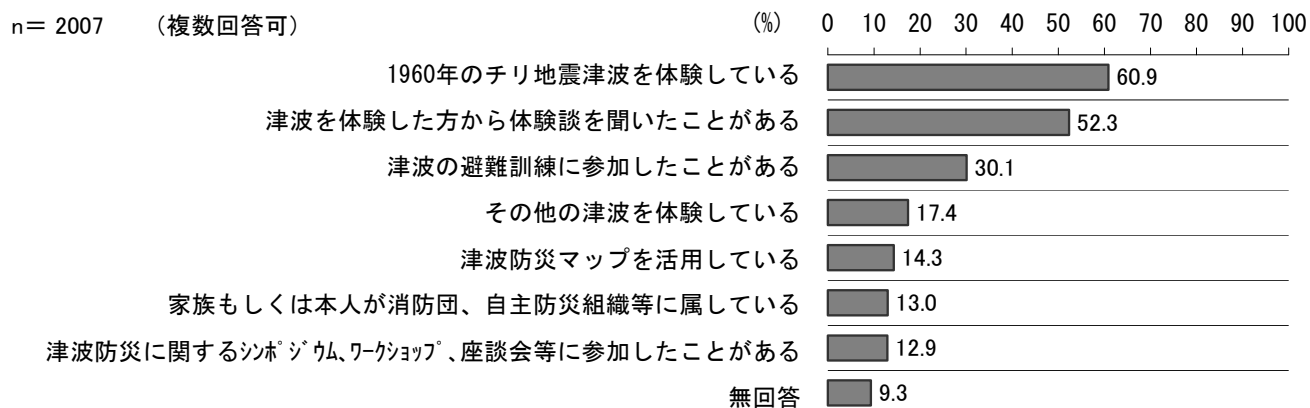 n＝ 2007　（複数回答可）　(%)　0 10 20 30 40 50 60 70 80 90 100
1960年のチリ地震津波を体験している 60.9
津波を体験した方から体験談を聞いたことがある 52.3
津波の避難訓練に参加したことがある 30.1
その他の津波を体験している 17.4
津波防災マップを活用している 14.3
家族もしくは本人が消防団、自主防災組織等に属している 13.0
津波防災に関するｼﾝﾎﾟｼﾞｳﾑ､ﾜｰｸｼｮｯﾌﾟ､座談会等に参加したことがある 12.9
無回答 9.3